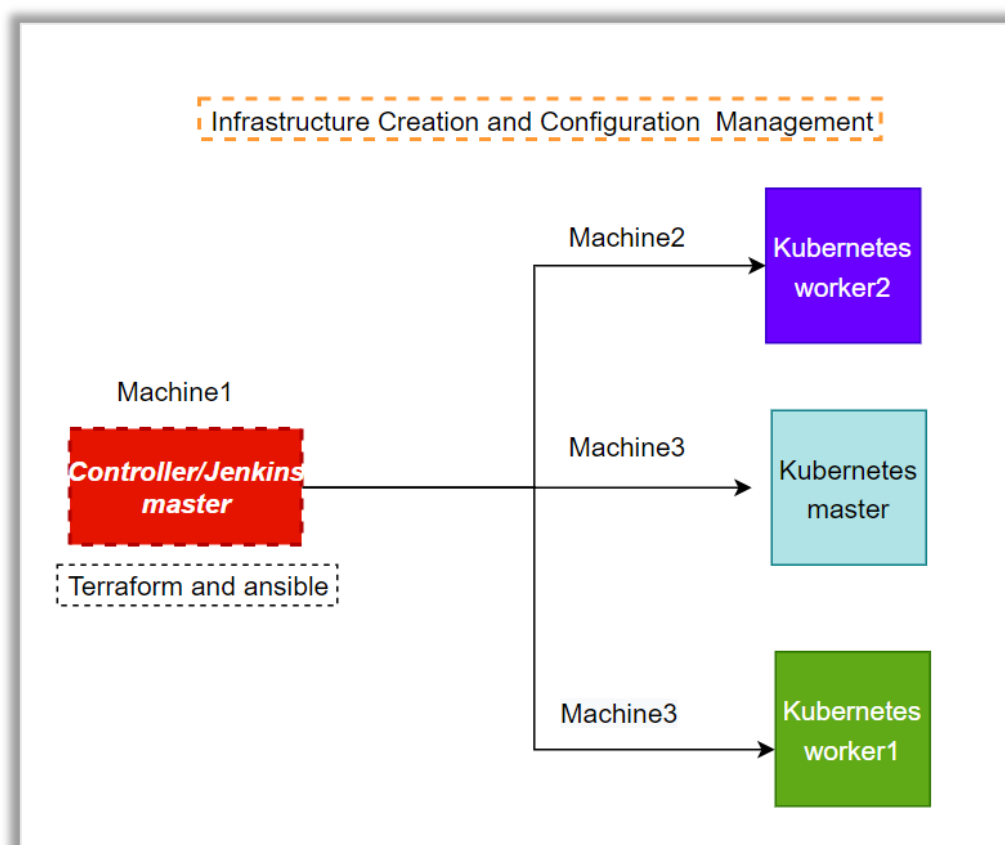 Infrastructure Creation and Configuration  Management
Machine2
Kubernetes
worker2
Machine1
Controller/Jenkins
master
Terraform and ansible
Machine3
Kubernetes
master
Machine3
Kubernetes
worker1